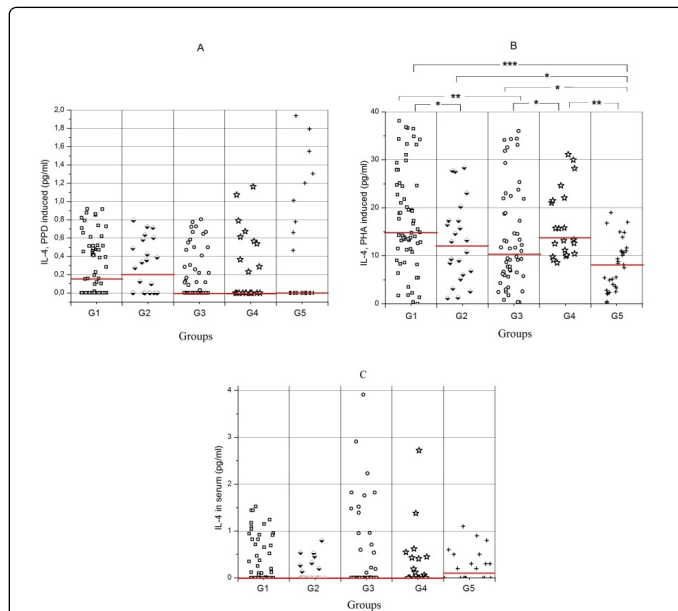 A
IL-4, PPD induced (pg/ml)
2,0
1,8
1,6
1,4
1,2
1,0
0,8
0,6
0,4
0,2
0,0
G1 G2 G3 G4 G5
Groups
B
***
*
*
** 
* * **
IL-4, PHA induced (pg/ml)
40
30
20
10
0
G1 G2 G3 G4 G5
Groups
C
IL-4 in serum (pg/ml)
4
3
2
1
0
G1 G2 G3 G4 G5
Groups